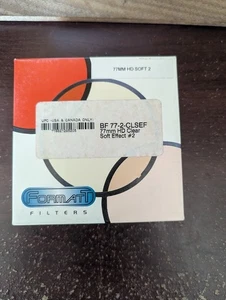 77MM HD SOFT 2
UPC -USA & CANADA ONLY:
BF 77-2-CLSEF
77mm HD Clear
Soft Effect #2
FORMATT
FILTERS